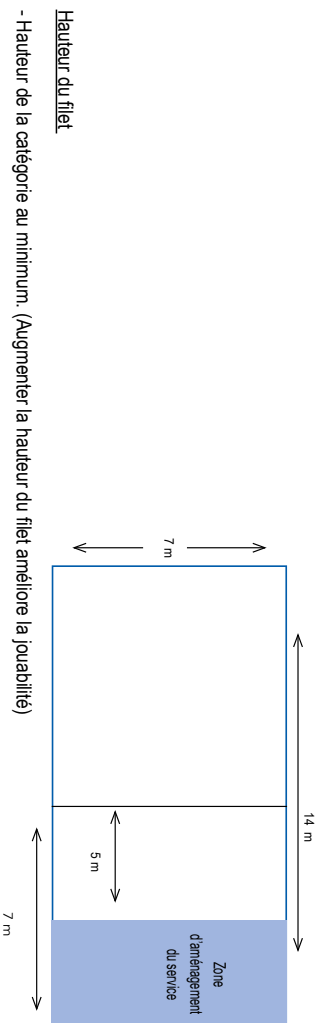 14 m
7 m
5 m
Zone
d'aménagement
du service
7 m
Hauteur du filet
- Hauteur de la catégorie au minimum. (Augmenter la hauteur du filet améliore la jouabilité)